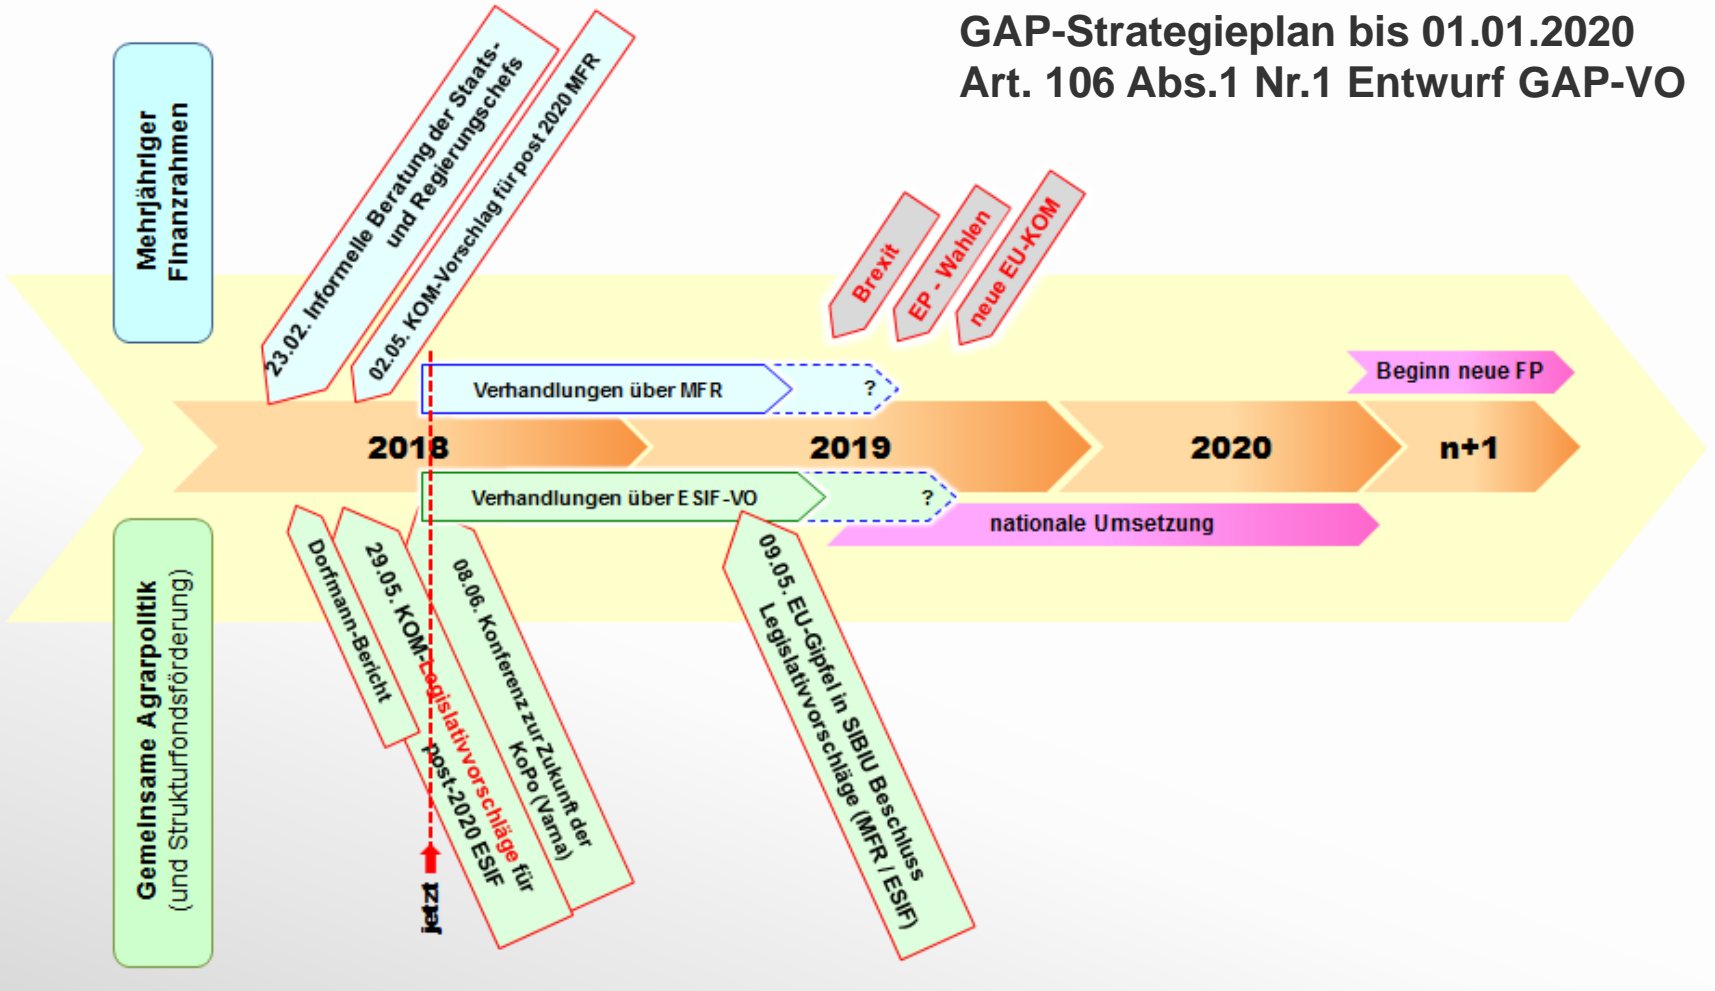 GAP-Strategieplan bis 01.01.2020
Art. 106 Abs.1 Nr.1 Entwurf GAP-VO
Mehrjähriger
Finanzrahmen
23.02. Informelle Beratung der Staats-
und Regierungschefs
02.05. KOM-Vorschlag für post 2020 MFR
Brexit
EP - Wahlen
neue EU-KOM
Verhandlungen über MFR
?
Beginn neue FP
2018
2019
2020
n+1
Verhandlungen über ESIF-VO
?
nationale Umsetzung
Gemeinsame Agrarpolitik
(und Strukturfondsförderung)
Dorfmann-Bericht
29.05. KOM-Legislativvorschläge für
post-2020 ESIF
08.06. Konferenz zur Zukunft der
KoPo (Varna)
09.05. EU-Gipfel in SIBIU Beschluss
Legislativvorschläge (MFR / ESIF)
jetzt